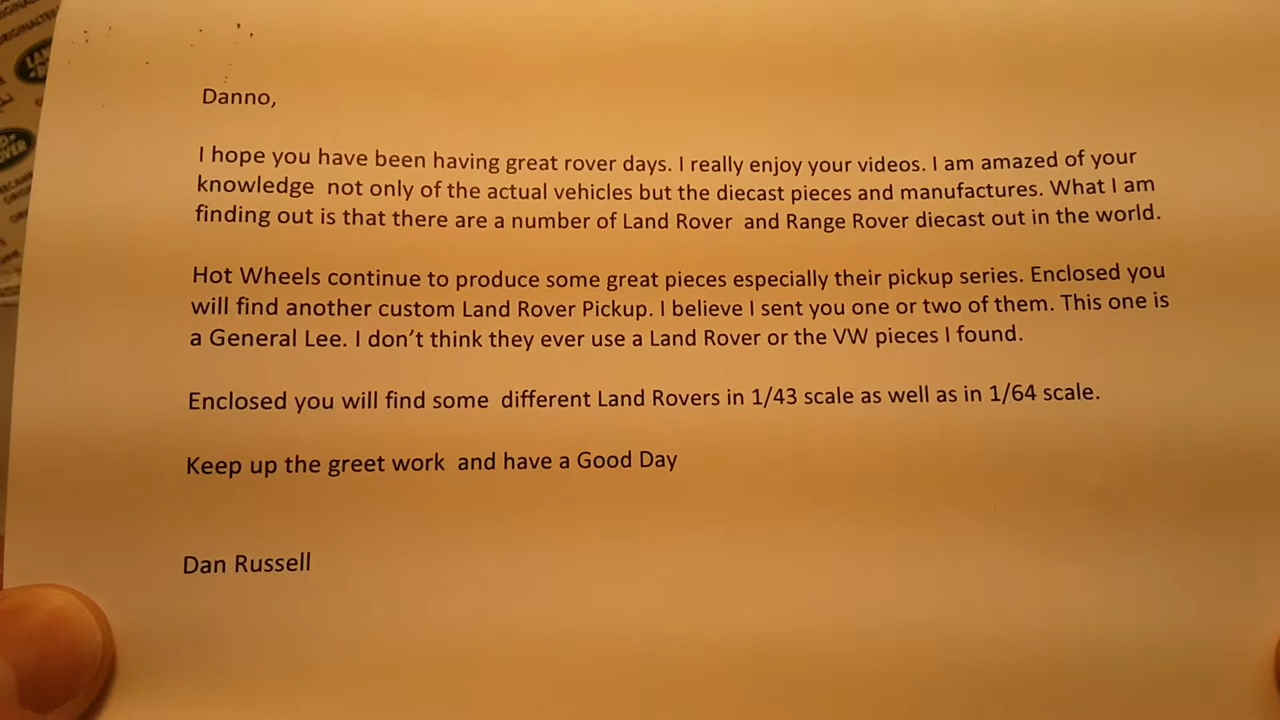 Danno,
I hope you have been having great rover days. I really enjoy your videos. I am amazed of your
knowledge not only of the actual vehicles but the diecast pieces and manufactures. What I am
finding out is that there are a number of Land Rover and Range Rover diecast out in the world.
Hot Wheels continue to produce some great pieces especially their pickup series. Enclosed you
will find another custom Land Rover Pickup. I believe I sent you one or two of them. This one is
a General Lee. I don't think they ever use a Land Rover or the VW pieces I found.
Enclosed you will find some different Land Rovers in 1/43 scale as well as in 1/64 scale.
Keep up the greet work and have a Good Day
Dan Russell